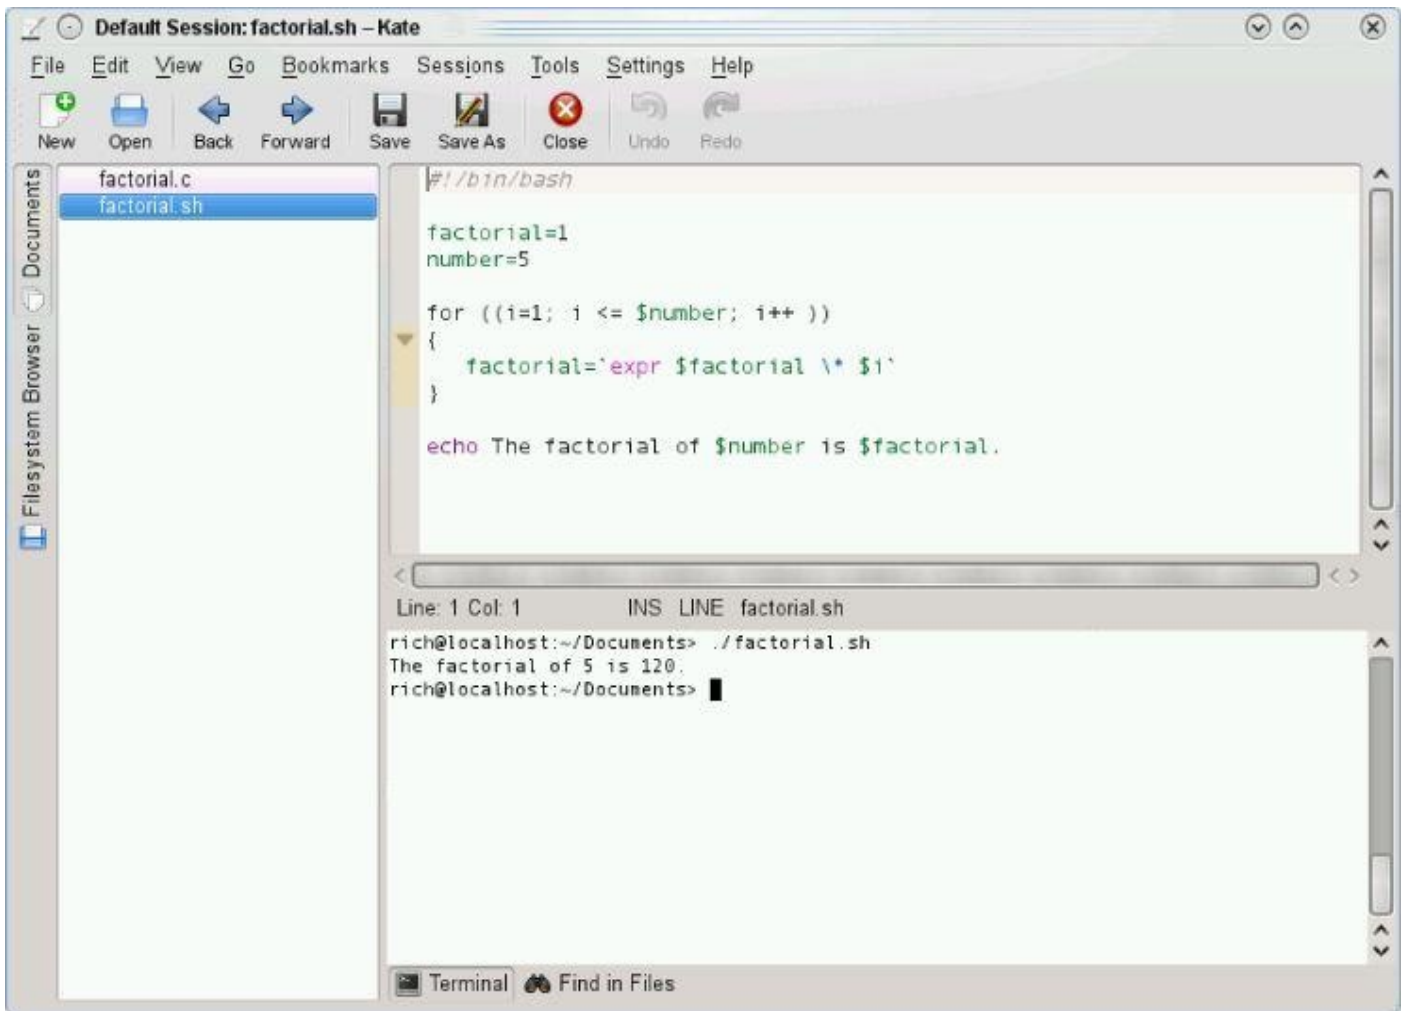 Default Session: factorial.sh – Kate
File Edit View Go Bookmarks Sessions Tools Settings Help
New Open Back Forward Save Save As Close Undo Redo
Documents
Filesystem Browser
factorial.c
factorial.sh
#!/bin/bash
factorial=1
number=5
for ((i=1; i <= $number; i++ ))
{
factorial=`expr $factorial \* $i`
}
echo The factorial of $number is $factorial.
Line: 1 Col: 1 INS LINE factorial.sh
rich@localhost:~/Documents> ./factorial.sh
The factorial of 5 is 120.
rich@localhost:~/Documents>
Terminal Find in Files